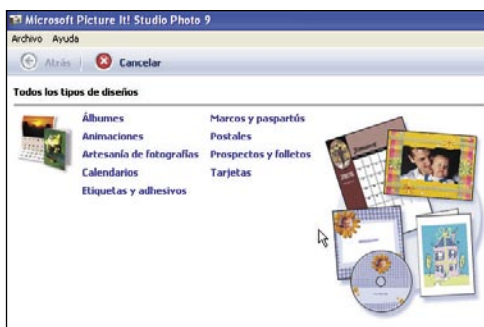 Microsoft Picture It! Studio Photo 9
Archivo Ayuda
Atrás Cancelar
Todos los tipos de diseños
Álbumes
Animaciones
Artesanía de fotografías
Calendarios
Etiquetas y adhesivos
Marcos y paspartús
Postales
Prospectos y folletos
Tarjetas